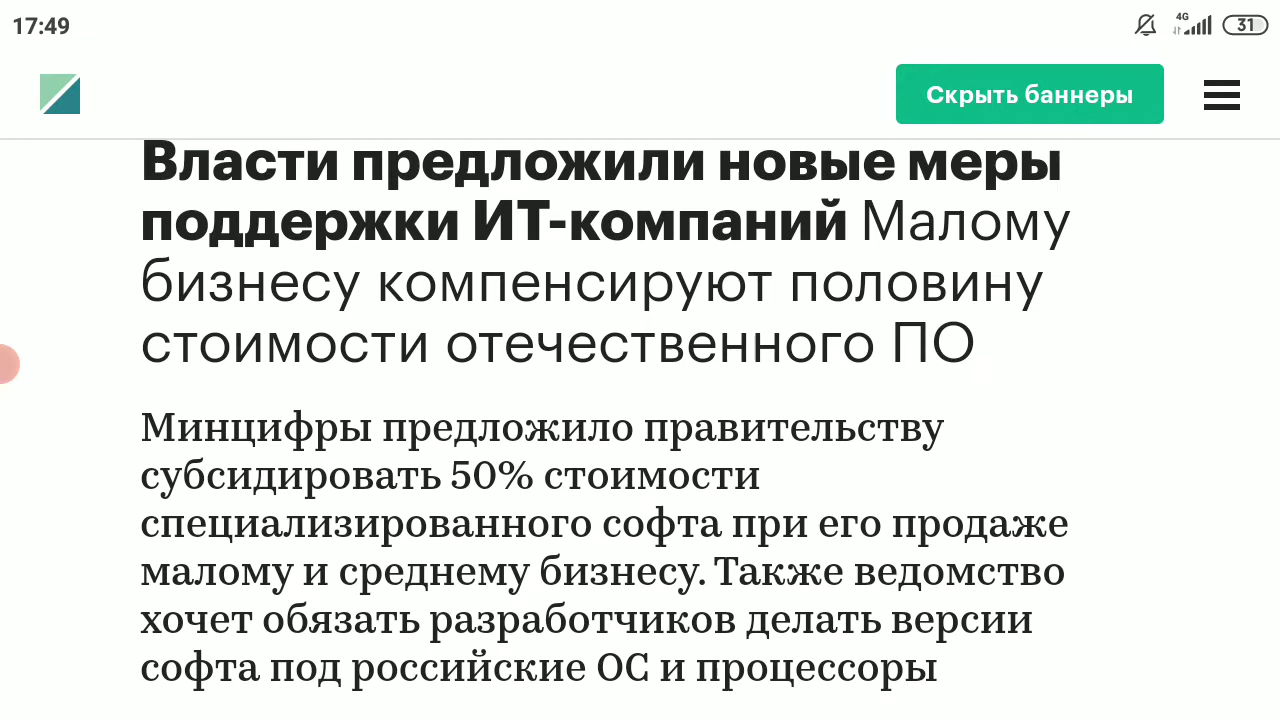 17:49
4G
31
Скрыть баннеры
Власти предложили новые меры
поддержки ИТ-компаний Малому
бизнесу компенсируют половину
стоимости отечественного ПО
Минцифры предложило правительству
субсидировать 50% стоимости
специализированного софта при его продаже
малому и среднему бизнесу. Также ведомство
хочет обязать разработчиков делать версии
софта под российские ОС и процессоры